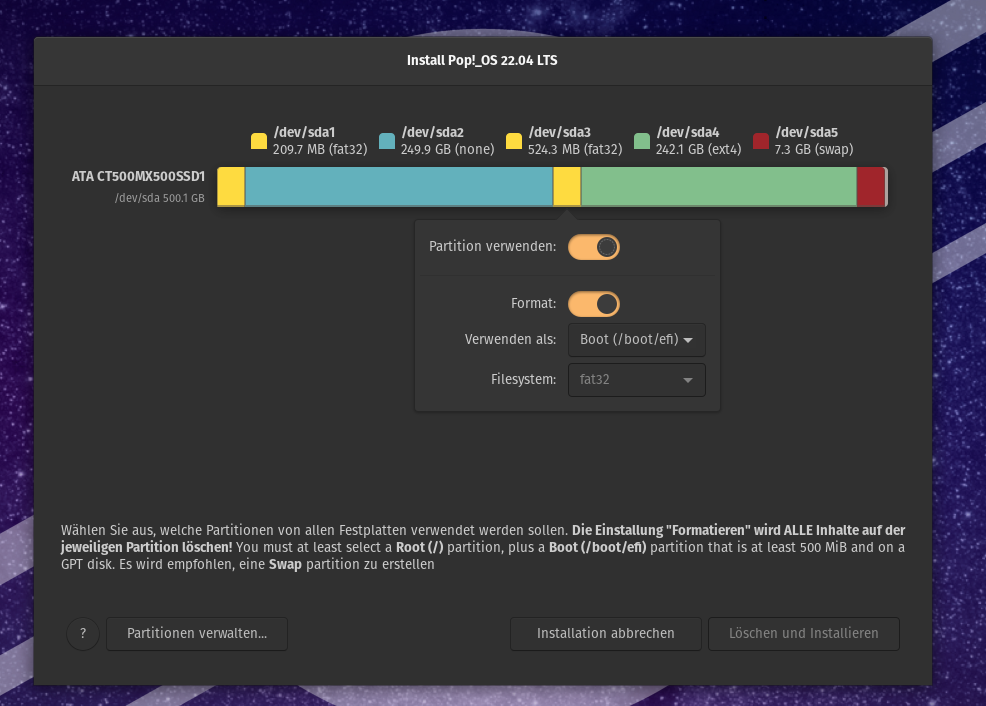 Install Pop!_OS 22.04 LTS
/dev/sda1
209.7 MB (fat32)
/dev/sda2
249.9 GB (none)
/dev/sda3
524.3 MB (fat32)
/dev/sda4
242.1 GB (ext4)
/dev/sda5
7.3 GB (swap)
ATA CT500MX500SSD1
/dev/sda 500.1 GB
Partition verwenden:
Format:
Verwenden als:
Boot (/boot/efi)
Filesystem:
fat32
Wählen Sie aus, welche Partitionen von allen Festplatten verwendet werden sollen. Die Einstellung "Formatieren" wird ALLE Inhalte auf der
jeweiligen Partition löschen! You must at least select a Root (/) partition, plus a Boot (/boot/efi) partition that is at least 500 MiB and on a
GPT disk. Es wird empfohlen, eine Swap partition zu erstellen
?
Partitionen verwalten...
Installation abbrechen
Löschen und Installieren